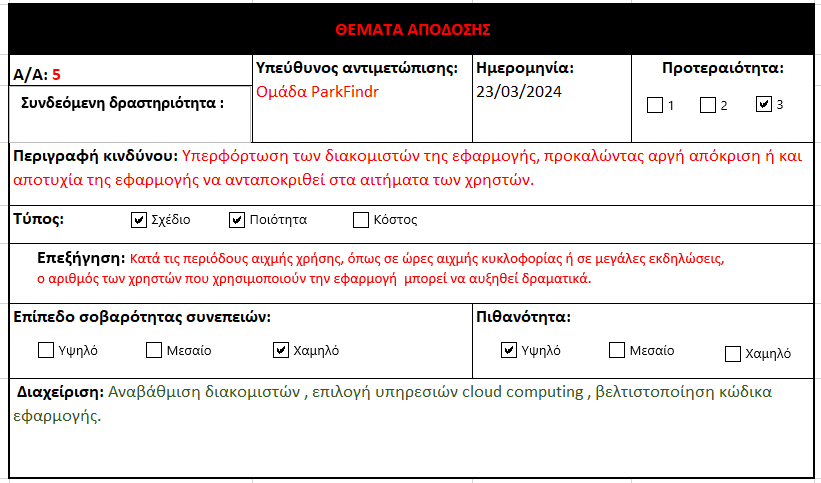 ΘΕΜΑΤΑ ΑΠΟΔΟΣΗΣ
Α/Α: 5
Συνδεόμενη δραστηριότητα :
Υπεύθυνος αντιμετώπισης:
Ομάδα ParkFindr
Ημερομηνία:
23/03/2024
Προτεραιότητα:
1 2 3
Περιγραφή κινδύνου: Υπερφόρτωση των διακομιστών της εφαρμογής, προκαλώντας αργή απόκριση ή και
αποτυχία της εφαρμογής να ανταποκριθεί στα αιτήματα των χρηστών.
Τύπος: Σχέδιο Ποιότητα Κόστος
Επεξήγηση: Κατά τις περιόδους αιχμής χρήσης, όπως σε ώρες αιχμής κυκλοφορίας ή σε μεγάλες εκδηλώσεις,
ο αριθμός των χρηστών που χρησιμοποιούν την εφαρμογή μπορεί να αυξηθεί δραματικά.
Επίπεδο σοβαρότητας συνεπειών:
Υψηλό Μεσαίο Χαμηλό
Πιθανότητα:
Υψηλό Μεσαίο Χαμηλό
Διαχείριση: Αναβάθμιση διακομιστών , επιλογή υπηρεσιών cloud computing , βελτιστοποίηση κώδικα
εφαρμογής.